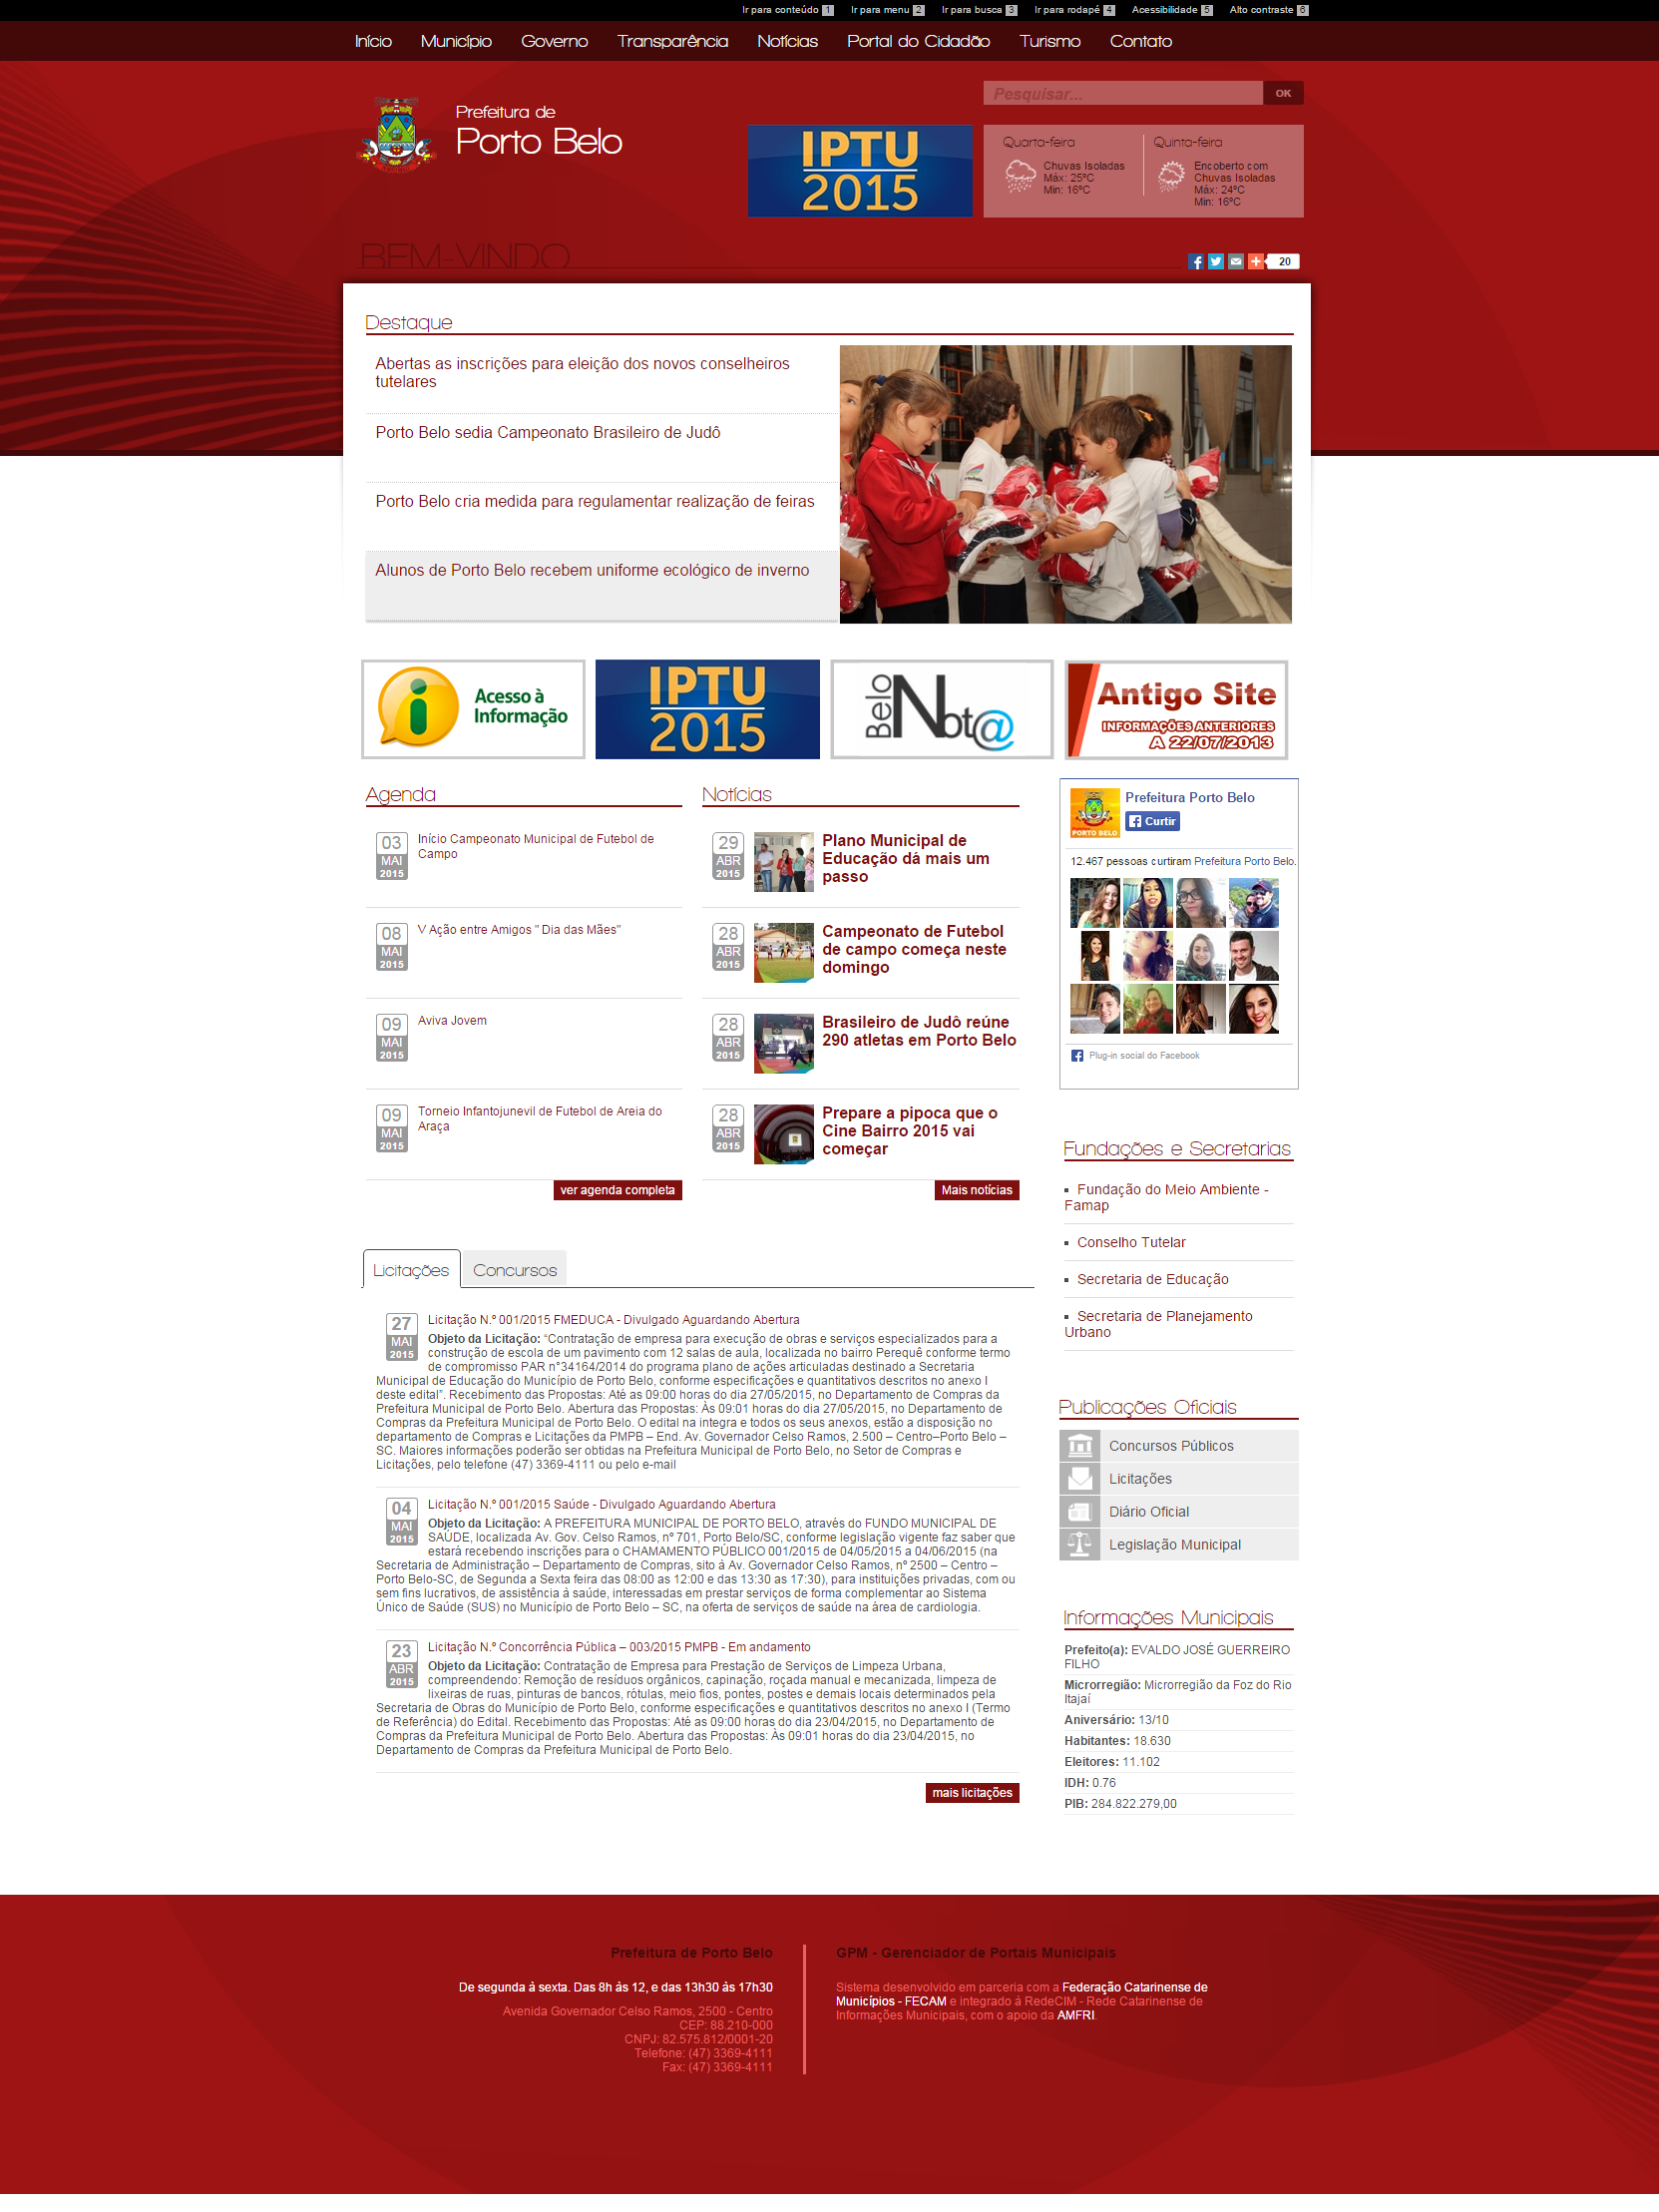 Ir para conteúdo 1 Ir para menu 2 Ir para busca 3 Ir para rodapé 4 Acessibilidade 5 Alto contraste 6
Início Município Governo Transparência Notícias Portal do Cidadão Turismo Contato
Pesquisar... OK
Prefeitura de
Porto Belo
IPTU
2015
Quarta-feira
Chuvas Isoladas
Máx: 25ºC
Min: 16ºC
Quinta-feira
Encoberto com
Chuvas Isoladas
Máx: 24ºC
Min: 16ºC
BEM-VINDO
20
Destaque
Abertas as inscrições para eleição dos novos conselheiros
tutelares
Porto Belo sedia Campeonato Brasileiro de Judô
Porto Belo cria medida para regulamentar realização de feiras
Alunos de Porto Belo recebem uniforme ecológico de inverno
Acesso à
Informação
IPTU
2015
Belo Not@
Antigo Site
INFORMAÇÕES ANTERIORES
A 22/07/2013
Agenda
03
MAI
2015
Início Campeonato Municipal de Futebol de
Campo
08
MAI
2015
V Ação entre Amigos " Dia das Mães"
09
MAI
2015
Aviva Jovem
09
MAI
2015
Torneio Infantojunevil de Futebol de Areia do
Araça
ver agenda completa
Notícias
29
ABR
2015
Plano Municipal de
Educação dá mais um
passo
28
ABR
2015
Campeonato de Futebol
de campo começa neste
domingo
28
ABR
2015
Brasileiro de Judô reúne
290 atletas em Porto Belo
28
ABR
2015
Prepare a pipoca que o
Cine Bairro 2015 vai
começar
Mais notícias
PORTO BELO
Prefeitura Porto Belo
Curtir
12.467 pessoas curtiram Prefeitura Porto Belo.
Plug-in social do Facebook
Fundações e Secretarias
Fundação do Meio Ambiente -
Famap
Conselho Tutelar
Secretaria de Educação
Secretaria de Planejamento
Urbano
Licitações Concursos
27
MAI
2015
Licitação N.º 001/2015 FMEDUCA - Divulgado Aguardando Abertura
Objeto da Licitação: “Contratação de empresa para execução de obras e serviços especializados para a
construção de escola de um pavimento com 12 salas de aula, localizada no bairro Perequê conforme termo
de compromisso PAR n°34164/2014 do programa plano de ações articuladas destinado a Secretaria
Municipal de Educação do Município de Porto Belo, conforme especificações e quantitativos descritos no anexo I
deste edital”. Recebimento das Propostas: Até as 09:00 horas do dia 27/05/2015, no Departamento de Compras da
Prefeitura Municipal de Porto Belo. Abertura das Propostas: Às 09:01 horas do dia 27/05/2015, no Departamento de
Compras da Prefeitura Municipal de Porto Belo. O edital na integra e todos os seus anexos, estão a disposição no
departamento de Compras e Licitações da PMPB – End. Av. Governador Celso Ramos, 2.500 – Centro–Porto Belo –
SC. Maiores informações poderão ser obtidas na Prefeitura Municipal de Porto Belo, no Setor de Compras e
Licitações, pelo telefone (47) 3369-4111 ou pelo e-mail
04
MAI
2015
Licitação N.º 001/2015 Saúde - Divulgado Aguardando Abertura
Objeto da Licitação: A PREFEITURA MUNICIPAL DE PORTO BELO, através do FUNDO MUNICIPAL DE
SAÚDE, localizada Av. Gov. Celso Ramos, nº 701, Porto Belo/SC, conforme legislação vigente faz saber que
estará recebendo inscrições para o CHAMAMENTO PÚBLICO 001/2015 de 04/05/2015 a 04/06/2015 (na
Secretaria de Administração – Departamento de Compras, sito à Av. Governador Celso Ramos, nº 2500 – Centro –
Porto Belo-SC, de Segunda a Sexta feira das 08:00 as 12:00 e das 13:30 as 17:30), para instituições privadas, com ou
sem fins lucrativos, de assistência à saúde, interessadas em prestar serviços de forma complementar ao Sistema
Único de Saúde (SUS) no Município de Porto Belo – SC, na oferta de serviços de saúde na área de cardiologia.
23
ABR
2015
Licitação N.º Concorrência Pública – 003/2015 PMPB - Em andamento
Objeto da Licitação: Contratação de Empresa para Prestação de Serviços de Limpeza Urbana,
compreendendo: Remoção de resíduos orgânicos, capinação, roçada manual e mecanizada, limpeza de
lixeiras de ruas, pinturas de bancos, rótulas, meio fios, pontes, postes e demais locais determinados pela
Secretaria de Obras do Município de Porto Belo, conforme especificações e quantitativos descritos no anexo I (Termo
de Referência) do Edital. Recebimento das Propostas: Até as 09:00 horas do dia 23/04/2015, no Departamento de
Compras da Prefeitura Municipal de Porto Belo. Abertura das Propostas: Às 09:01 horas do dia 23/04/2015, no
Departamento de Compras da Prefeitura Municipal de Porto Belo.
mais licitações
Publicações Oficiais
Concursos Públicos
Licitações
Diário Oficial
Legislação Municipal
Informações Municipais
Prefeito(a): EVALDO JOSÉ GUERREIRO
FILHO
Microrregião: Microrregião da Foz do Rio
Itajaí
Aniversário: 13/10
Habitantes: 18.630
Eleitores: 11.102
IDH: 0.76
PIB: 284.822.279,00
Prefeitura de Porto Belo
De segunda à sexta. Das 8h às 12, e das 13h30 às 17h30
Avenida Governador Celso Ramos, 2500 - Centro
CEP: 88.210-000
CNPJ: 82.575.812/0001-20
Telefone: (47) 3369-4111
Fax: (47) 3369-4111
GPM - Gerenciador de Portais Municipais
Sistema desenvolvido em parceria com a Federação Catarinense de
Municípios - FECAM e integrado à RedeCIM - Rede Catarinense de
Informações Municipais, com o apoio da AMFRI.